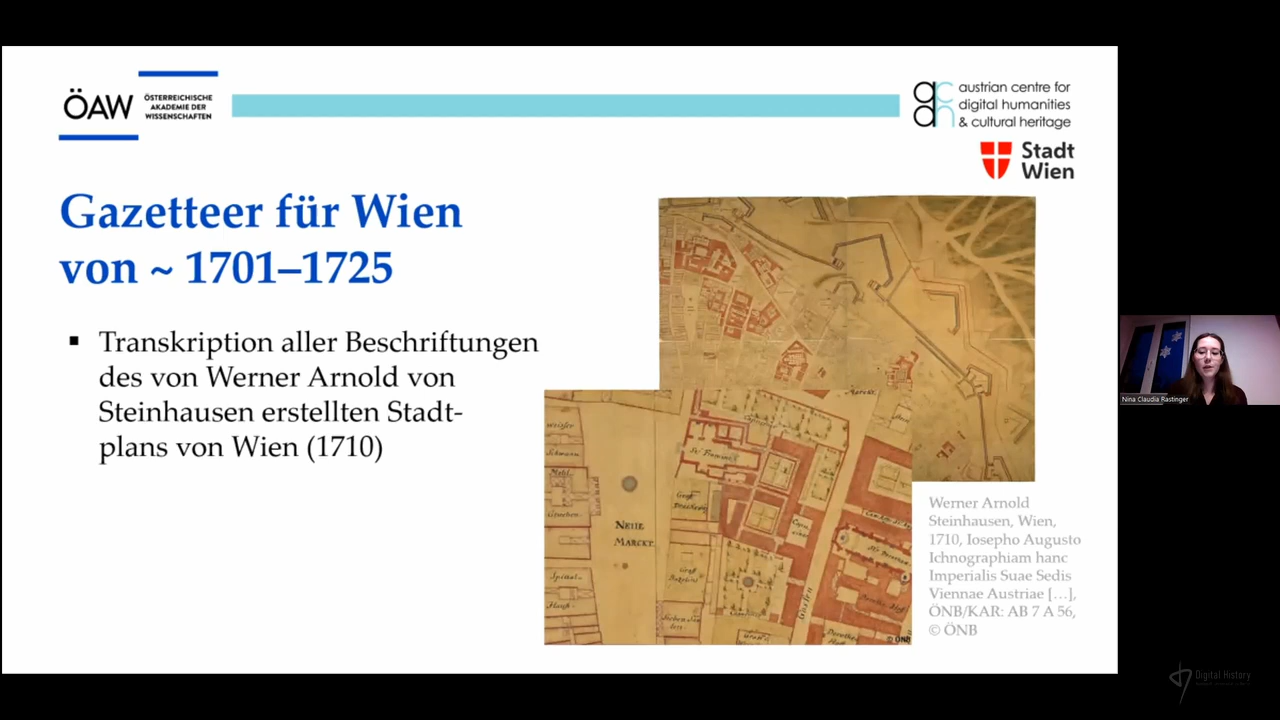 ÖAW
ÖSTERREICHISCHE
AKADEMIE DER
WISSENSCHAFTEN
austrian centre for
digital humanities
& cultural heritage
Stadt
Wien
Gazetteer für Wien
von ~ 1701–1725
▪ Transkription aller Beschriftungen
des von Werner Arnold von
Steinhausen erstellten Stadt-
plans von Wien (1710)
NEUE
MARCKT.
© ÖNB
Werner Arnold
Steinhausen, Wien,
1710, Iosepho Augusto
Ichnographiam hanc
Imperialis Suae Sedis
Viennae Austriae [...],
ÖNB/KAR: AB 7 A 56,
© ÖNB
Nina Claudia Rastinger
Digital History